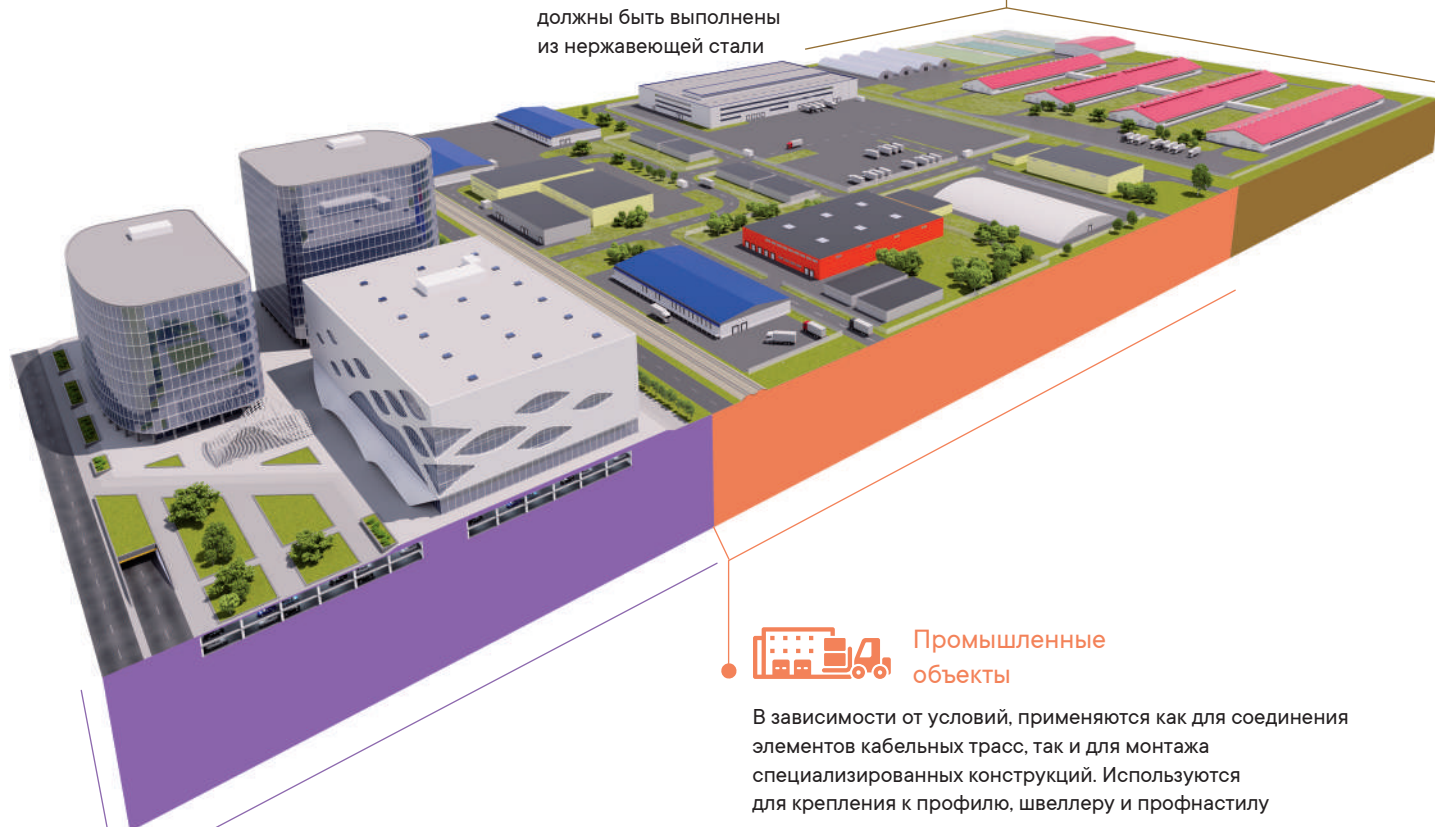 должны быть выполнены
из нержавеющей стали
Промышленные
объекты
В зависимости от условий, применяются как для соединения
элементов кабельных трасс, так и для монтажа
специализированных конструкций. Используются
для крепления к профилю, швеллеру и профнастилу